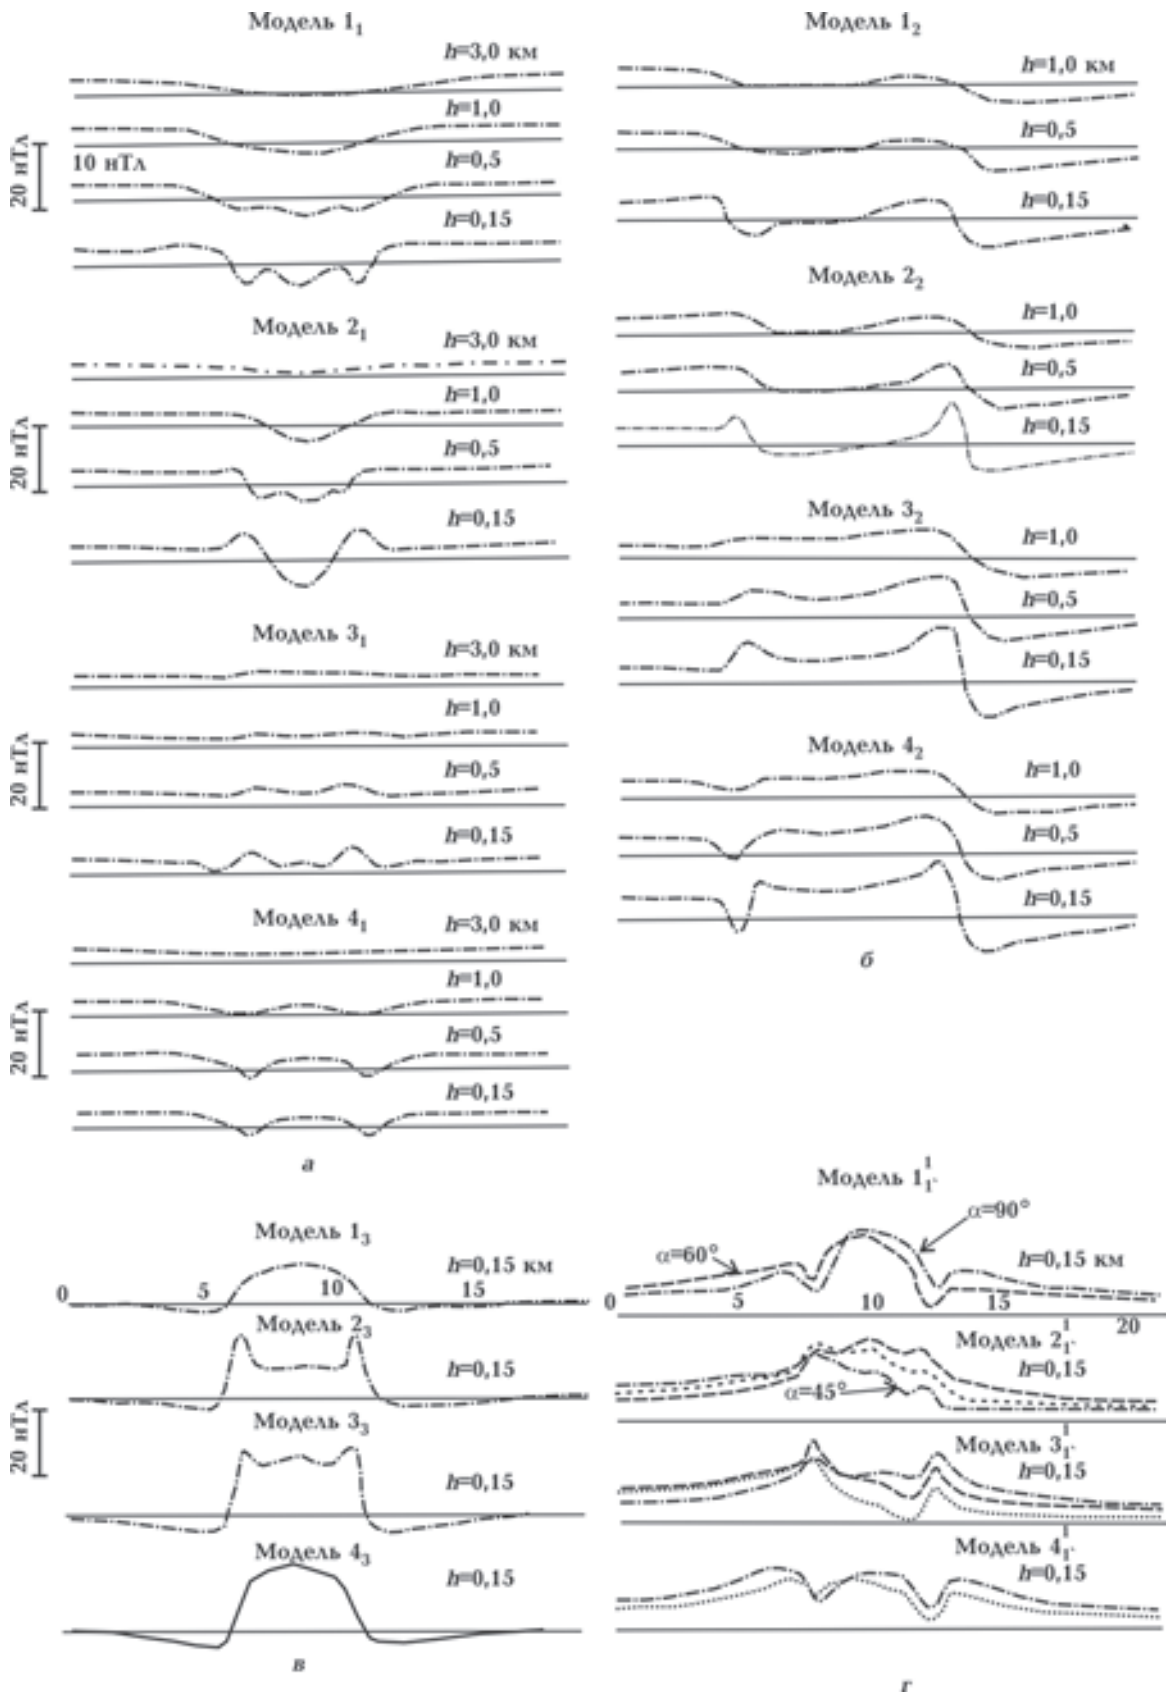 Модель 1₁
h=3,0 км
h=1,0
20 нТл
10 нТл
h=0,5
h=0,15
Модель 2₁
h=3,0 км
h=1,0
20 нТл
h=0,5
h=0,15
Модель 3₁
h=3,0 км
h=1,0
20 нТл
h=0,5
h=0,15
Модель 4₁
h=3,0 км
h=1,0
20 нТл
h=0,5
h=0,15
а
Модель 1₂
h=1,0 км
h=0,5
h=0,15
Модель 2₂
h=1,0
h=0,5
h=0,15
Модель 3₂
h=1,0
h=0,5
h=0,15
Модель 4₂
h=1,0
h=0,5
h=0,15
б
Модель 1₃
h=0,15 км
0 5 10 15
Модель 2₃
h=0,15
20 нТл
Модель 3₃
h=0,15
Модель 4₃
h=0,15
в
Модель 1₁¹
α=90°
α=60°
h=0,15 км
0 5 10 15 20
Модель 2₁¹
h=0,15
α=45°
Модель 3₁¹
h=0,15
Модель 4₁¹
h=0,15
г